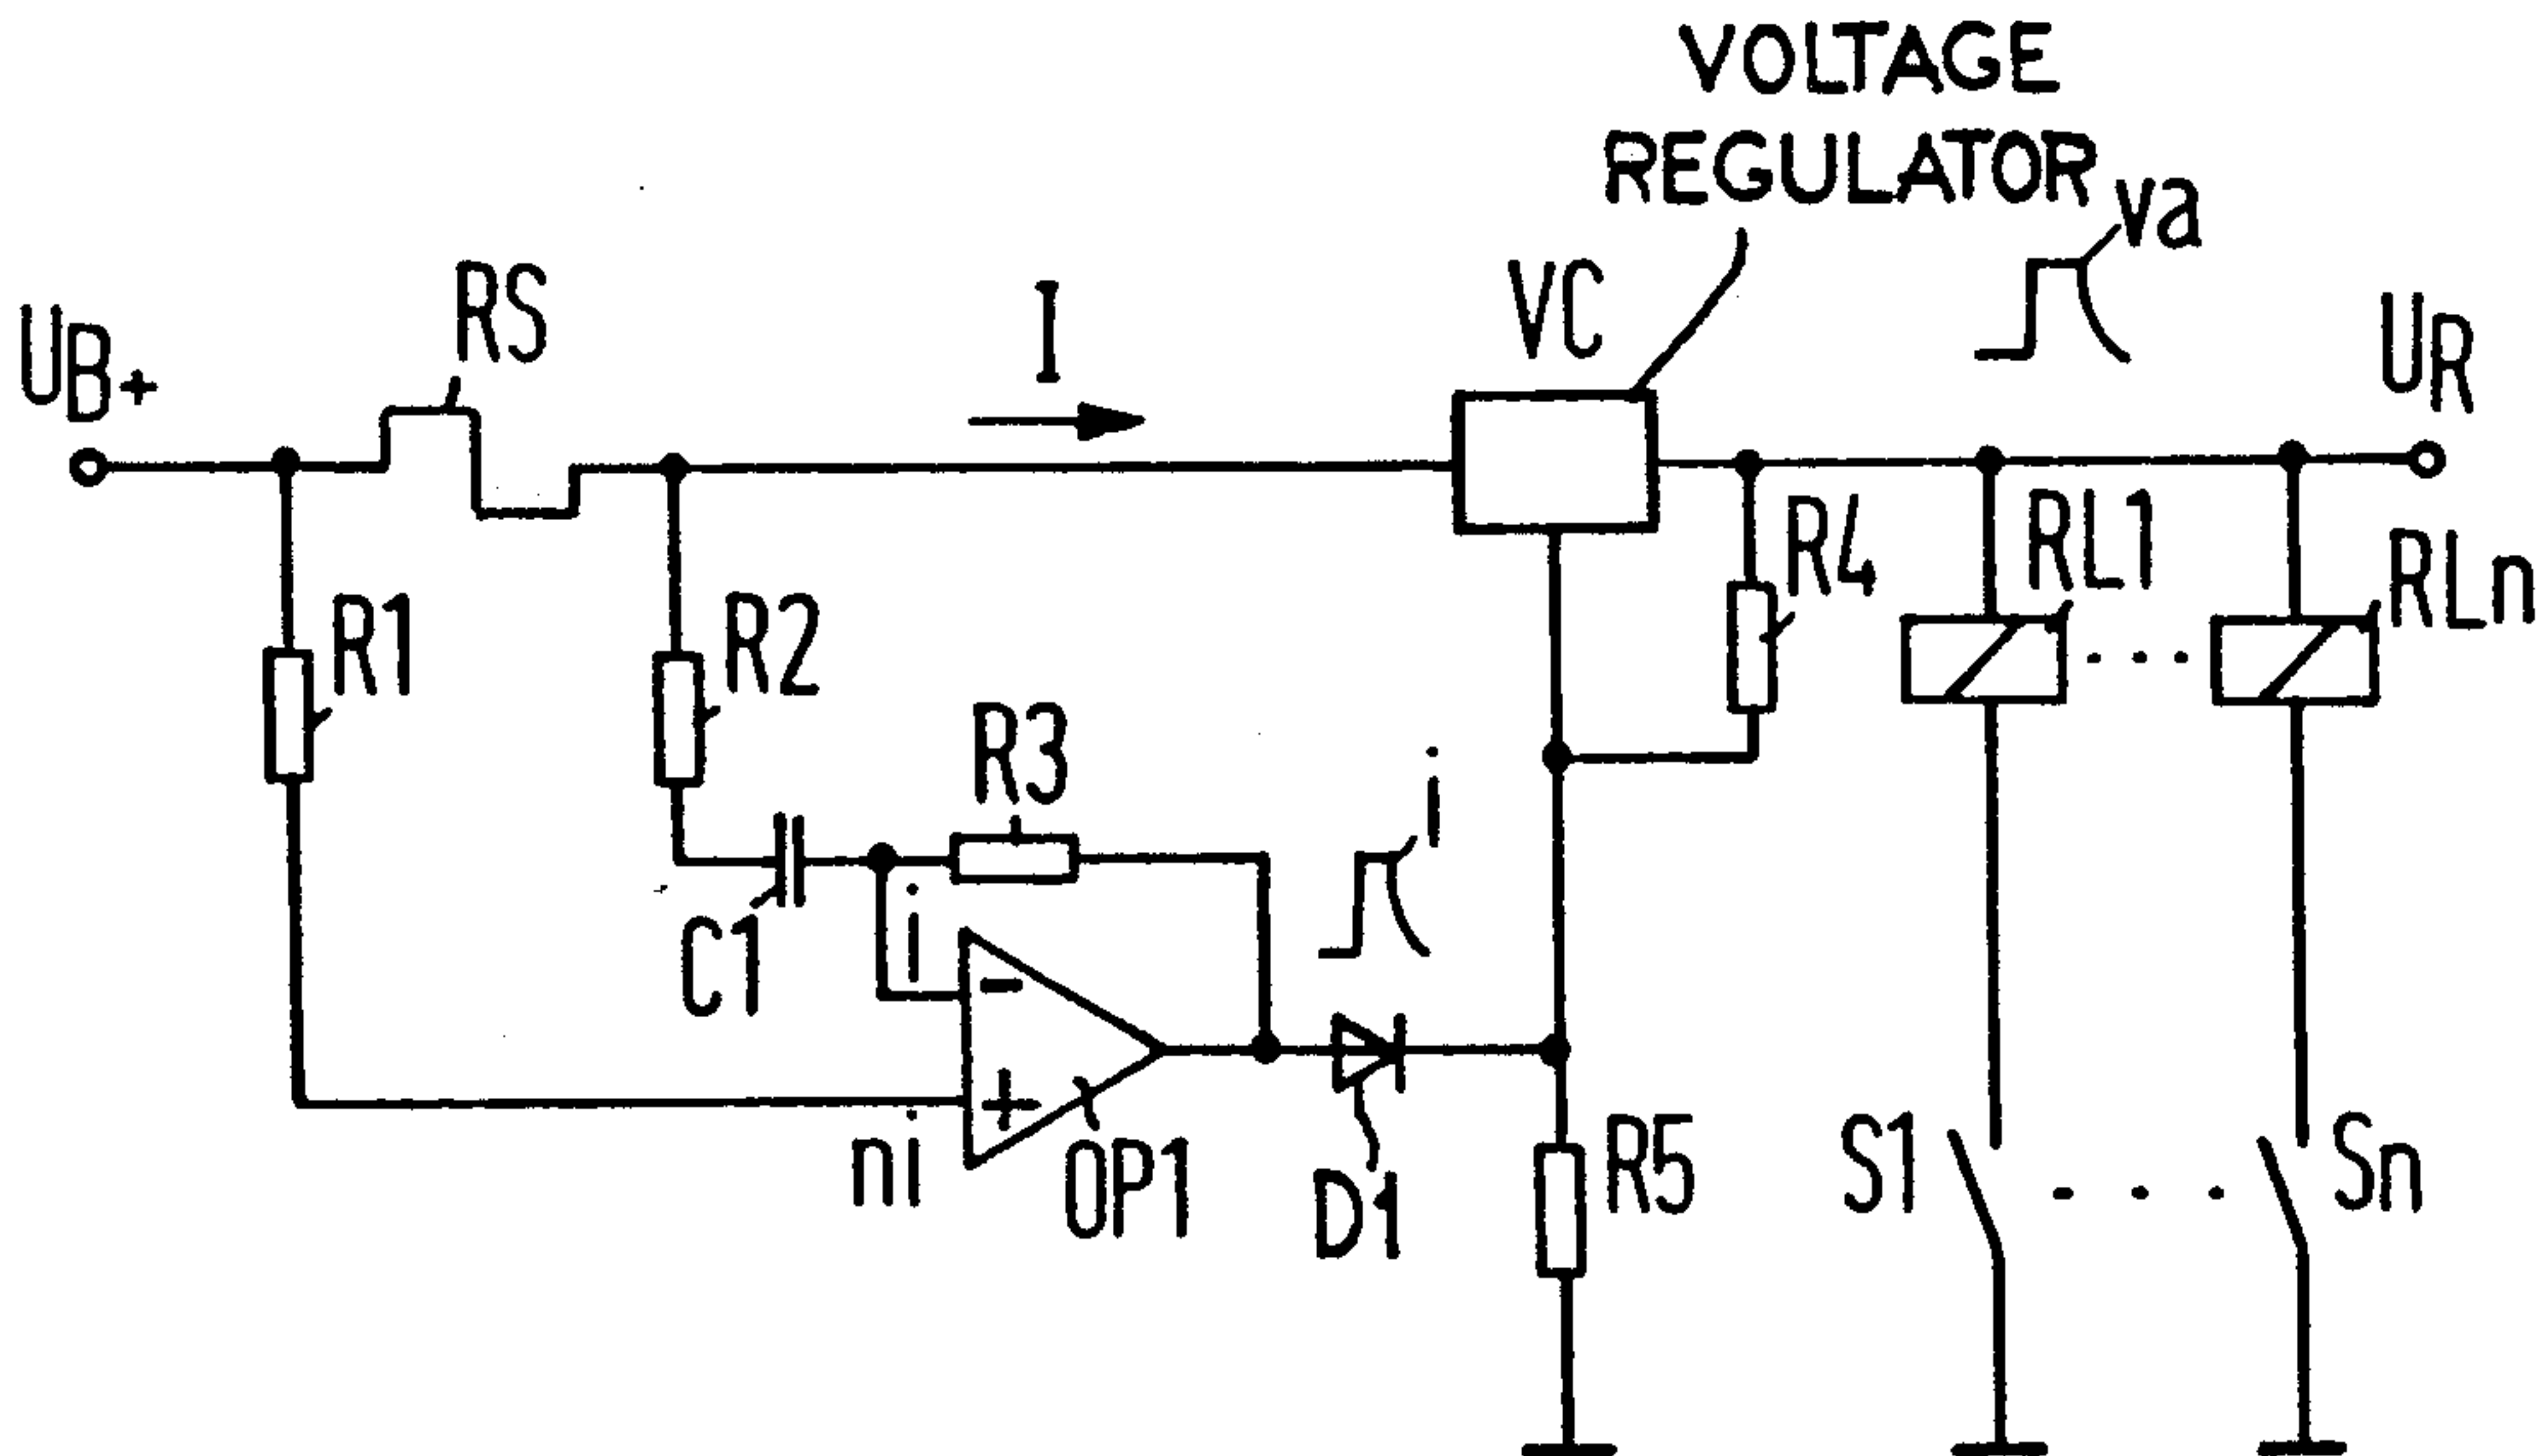 VOLTAGE
REGULATOR
va
UB+
RS
I
VC
UR
R1
R2
R3
R4
RL1
RLn
i
C1
i
-
+
ni
OP1
D1
R5
S1
Sn